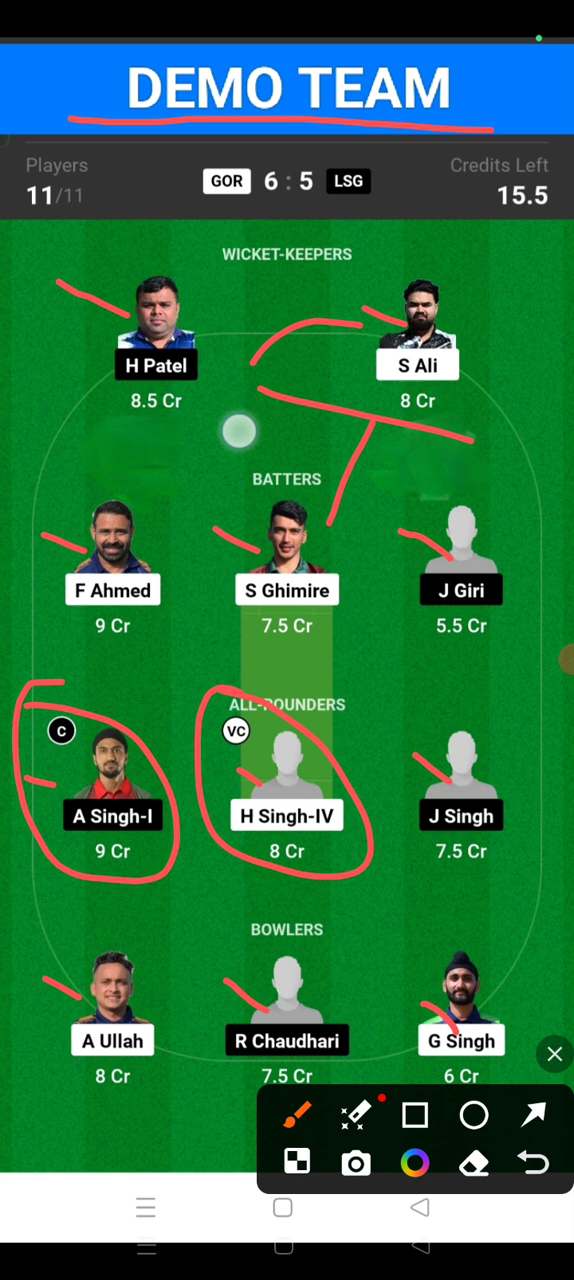 DEMO TEAM
Players
Credits Left
11/11
GOR 6 : 5 LSG
15.5
WICKET-KEEPERS
H Patel
S Ali
8.5 Cr
8 Cr
BATTERS
F Ahmed
S Ghimire
J Giri
9 Cr
7.5 Cr
5.5 Cr
ALL-ROUNDERS
C
VC
A Singh-I
H Singh-IV
J Singh
9 Cr
8 Cr
7.5 Cr
BOWLERS
A Ullah
R Chaudhari
G Singh
8 Cr
7.5 Cr
6 Cr